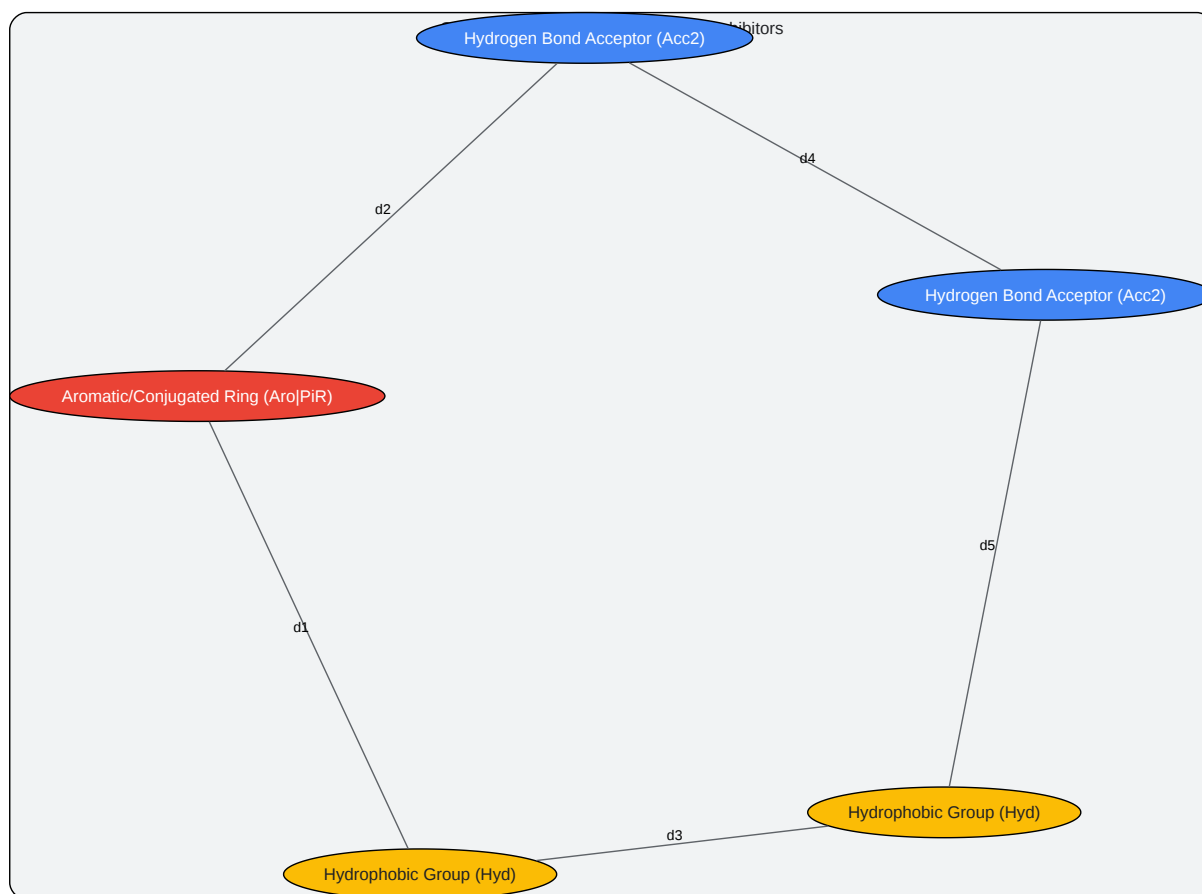 hibitors
Hydrogen Bond Acceptor (Acc2)
d4
d2
Hydrogen Bond Acceptor (Acc2)
Aromatic/Conjugated Ring (Aro|PiR)
d5
d1
Hydrophobic Group (Hyd)
d3
Hydrophobic Group (Hyd)